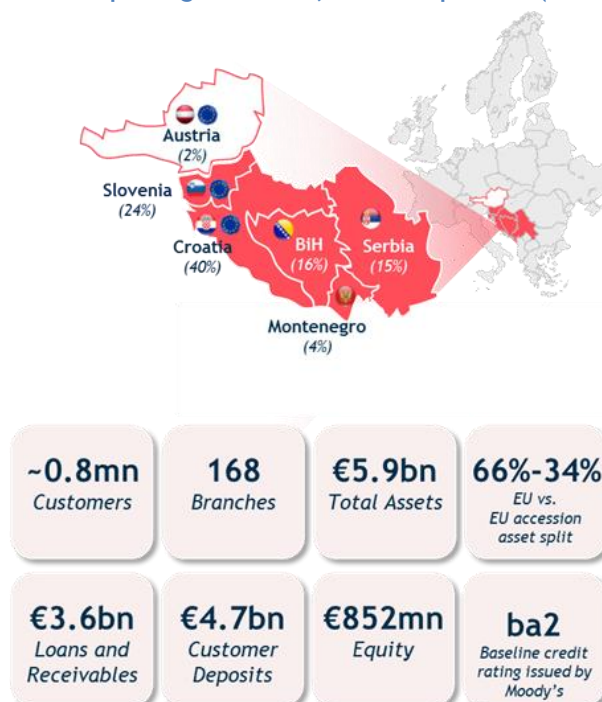 Austria
(2%)
Slovenia
(24%)
Croatia
(40%)
BiH
(16%)
Serbia
(15%)
Montenegro
(4%)
~0.8mn
Customers
168
Branches
€5.9bn
Total Assets
66%-34%
EU vs.
EU accession
asset split
€3.6bn
Loans and
Receivables
€4.7bn
Customer
Deposits
€852mn
Equity
ba2
Baseline credit
rating issued by
Moody's